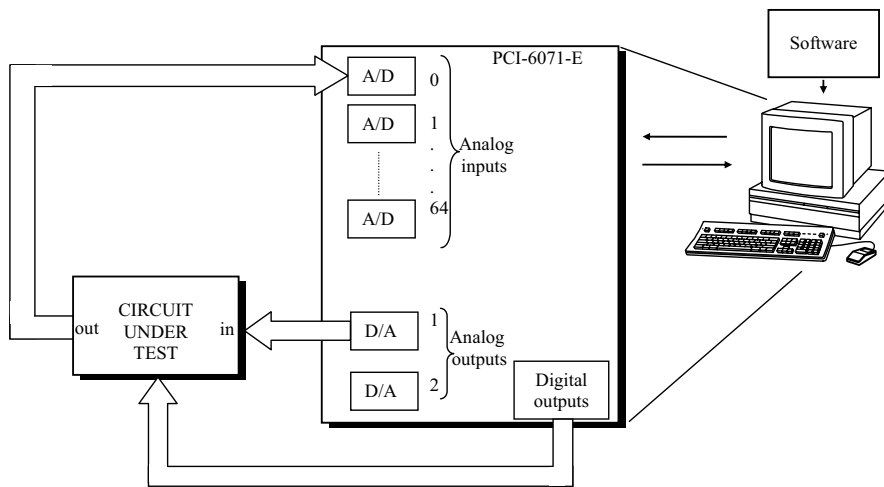 Software
PCI-6071-E
A/D
0
A/D
1
.
.
.
A/D
64
Analog
inputs
out
CIRCUIT
UNDER
TEST
in
D/A
1
D/A
2
Analog
outputs
Digital
outputs